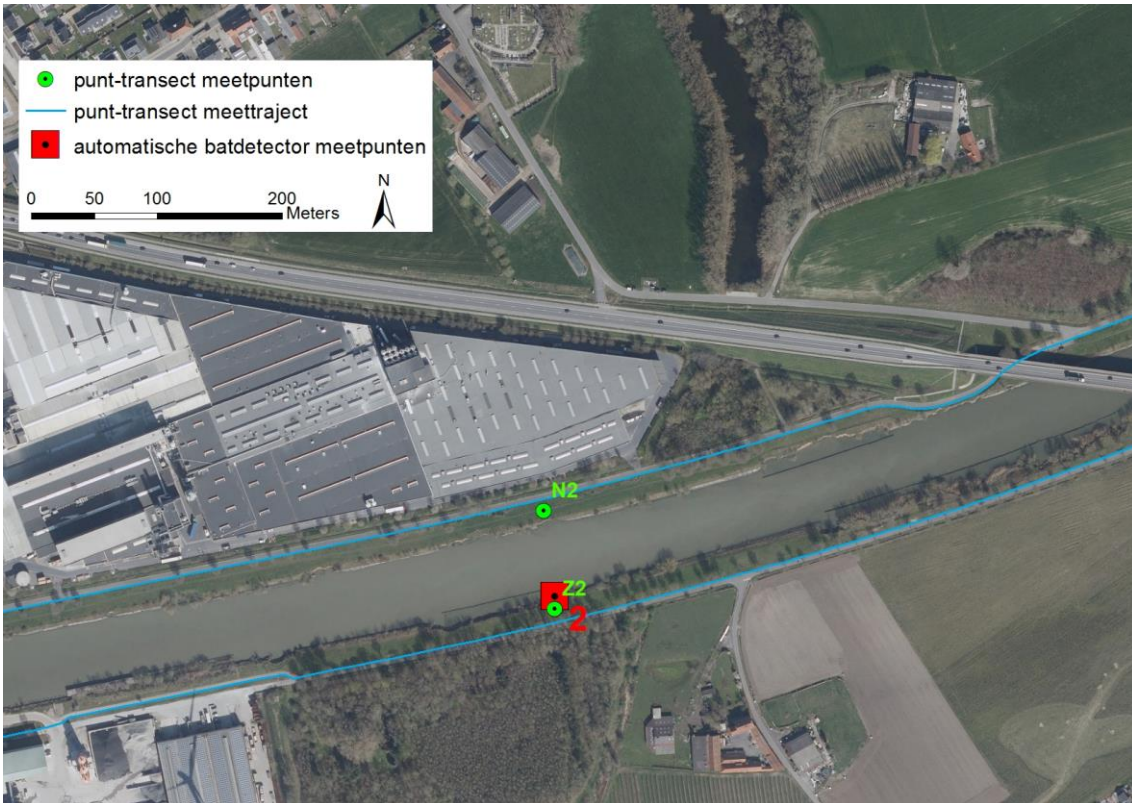 punt-transect meetpunten
punt-transect meettraject
automatische batdetector meetpunten
N
0 50 100 200
Meters
N2
Z2
2